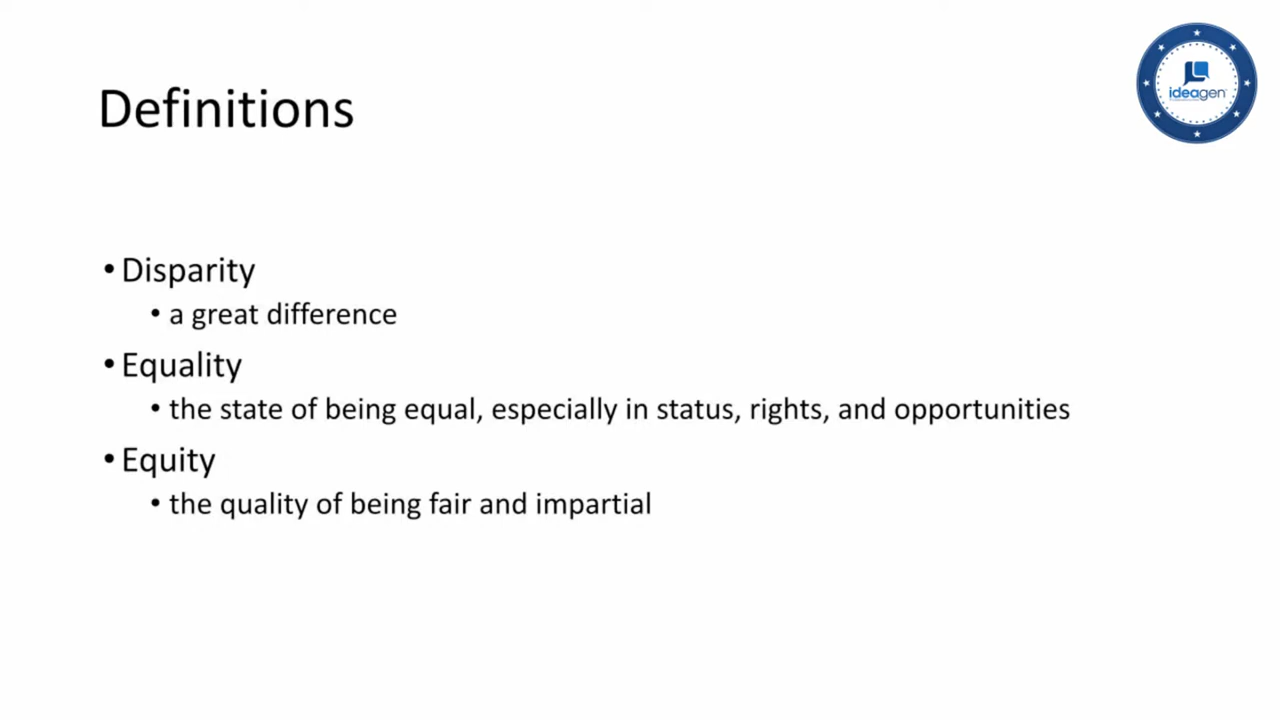 Definitions
ideagen
• Disparity
• a great difference
• Equality
• the state of being equal, especially in status, rights, and opportunities
• Equity
• the quality of being fair and impartial